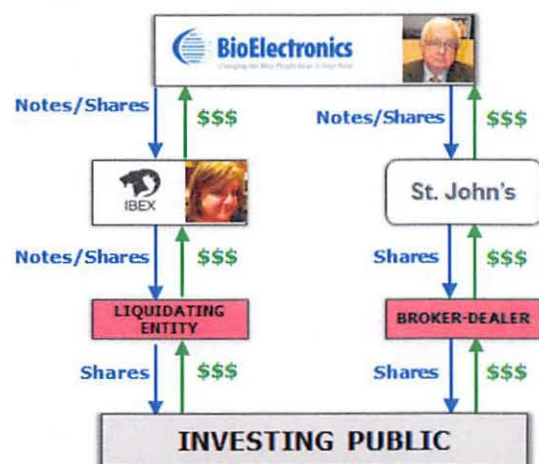 BioElectronics
Notes/Shares $$$ Notes/Shares $$$
IBEX
St. John's
Notes/Shares $$$ Shares $$$
LIQUIDATING
ENTITY
BROKER-DEALER
Shares $$$ Shares $$$
INVESTING PUBLIC